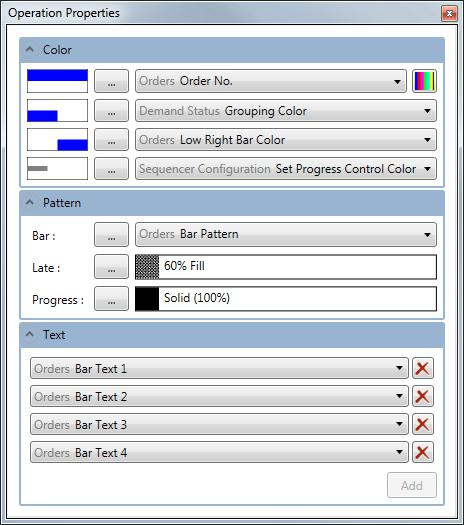 Operation Properties
Color
... Orders Order No.
... Demand Status Grouping Color
... Orders Low Right Bar Color
... Sequencer Configuration Set Progress Control Color
Pattern
Bar : ... Orders Bar Pattern
Late : ... 60% Fill
Progress : ... Solid (100%)
Text
Orders Bar Text 1
Orders Bar Text 2
Orders Bar Text 3
Orders Bar Text 4
Add